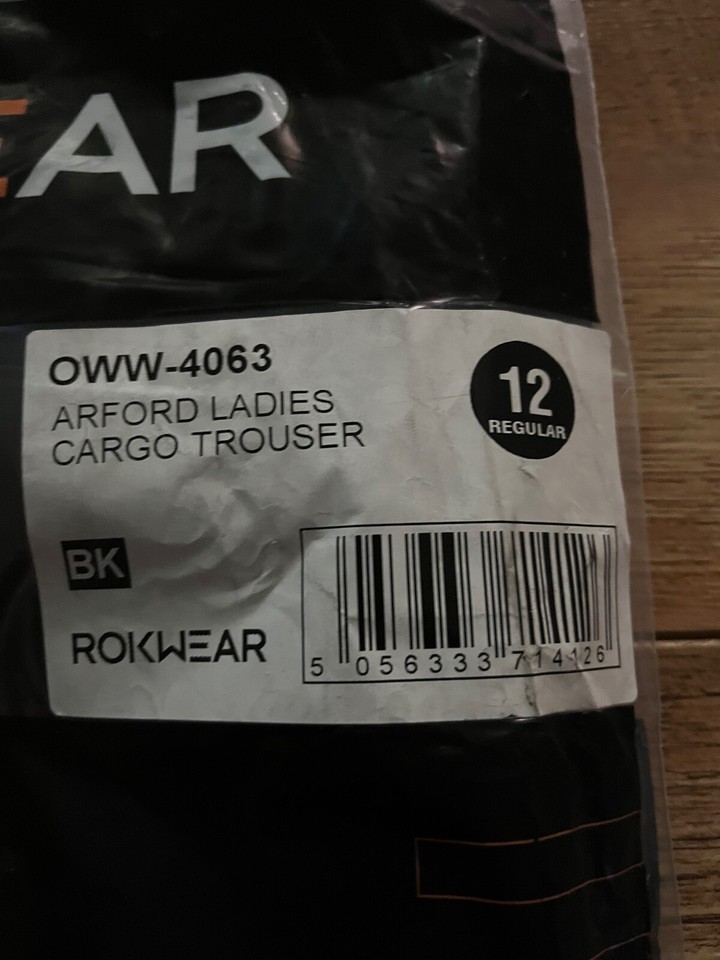 EAR
OWW-4063
ARFORD LADIES
CARGO TROUSER
12
REGULAR
BK
ROKWEAR
5 056333 714126